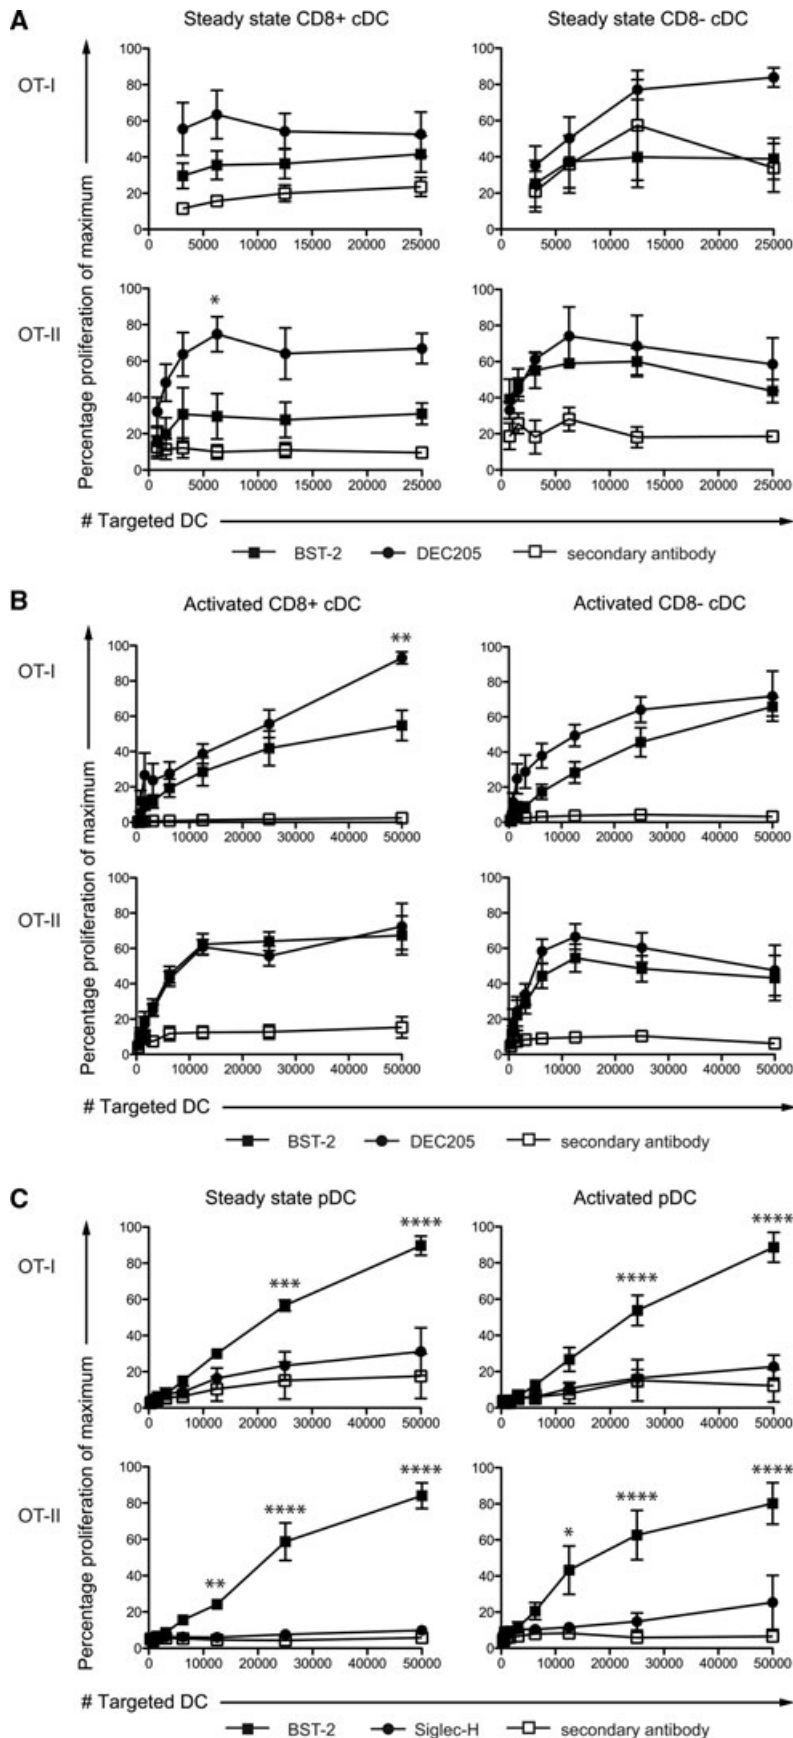 A
Steady state CD8+ cDC
Steady state CD8- cDC
OT-I
100
80
60
40
20
0
0 5000 10000 15000 20000 25000
100
80
60
40
20
0
0 5000 10000 15000 20000 25000
OT-II
100
80
60
40
20
0
*
0 5000 10000 15000 20000 25000
100
80
60
40
20
0
0 5000 10000 15000 20000 25000
Percentage proliferation of maximum
# Targeted DC
BST-2 DEC205 secondary antibody
B
Activated CD8+ cDC
Activated CD8- cDC
OT-I
100
80
60
40
20
0
**
0 10000 20000 30000 40000 50000
100
80
60
40
20
0
0 10000 20000 30000 40000 50000
OT-II
100
80
60
40
20
0
0 10000 20000 30000 40000 50000
100
80
60
40
20
0
0 10000 20000 30000 40000 50000
Percentage proliferation of maximum
# Targeted DC
BST-2 DEC205 secondary antibody
C
Steady state pDC
Activated pDC
OT-I
100
80
60
40
20
0
***
****
0 10000 20000 30000 40000 50000
100
80
60
40
20
0
****
****
0 10000 20000 30000 40000 50000
OT-II
100
80
60
40
20
0
**
****
****
0 10000 20000 30000 40000 50000
100
80
60
40
20
0
*
****
****
0 10000 20000 30000 40000 50000
Percentage proliferation of maximum
# Targeted DC
BST-2 Siglec-H secondary antibody